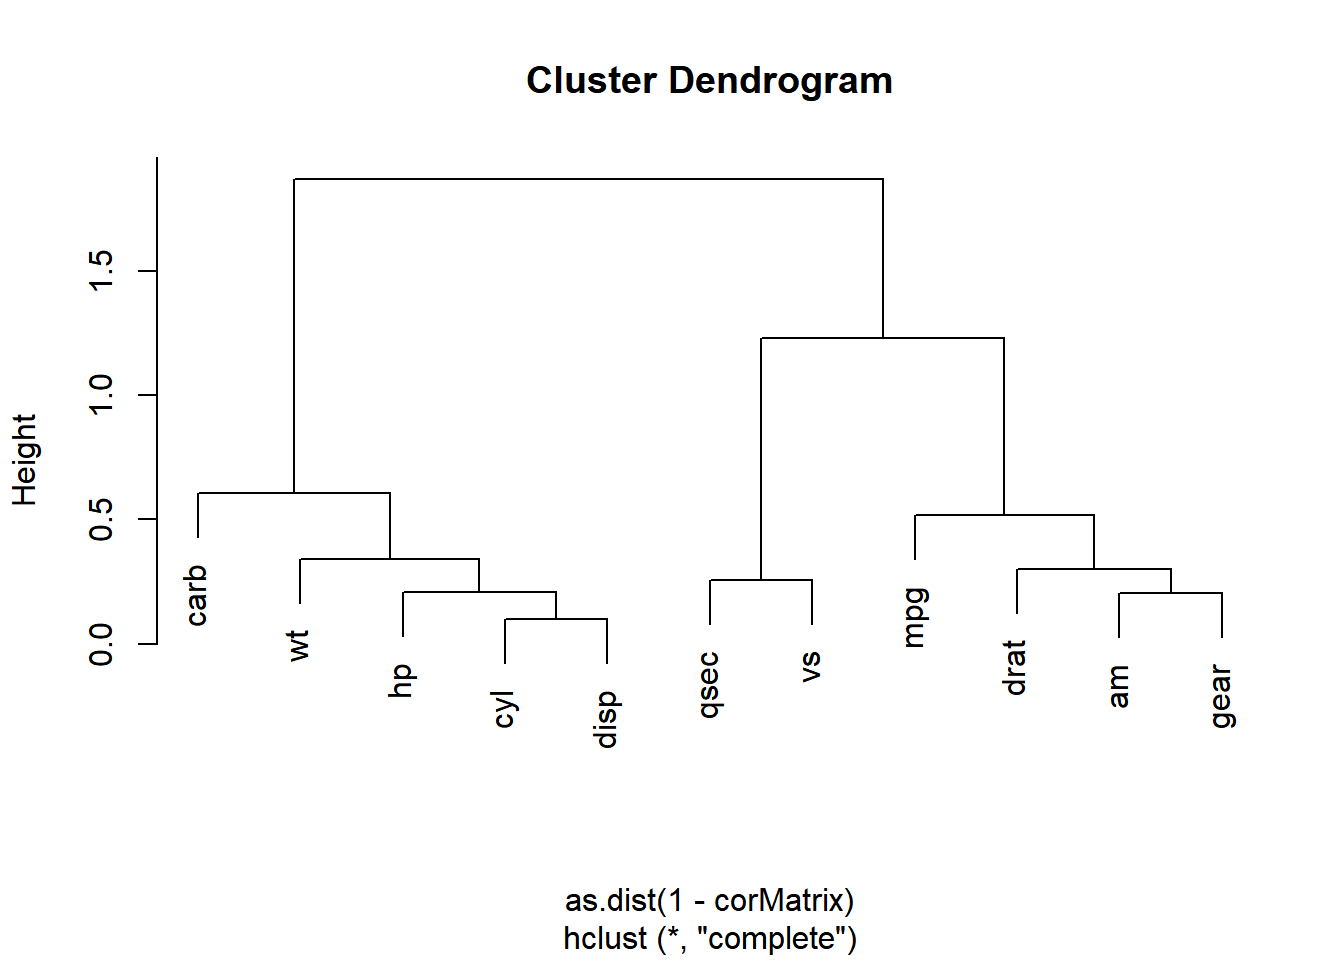 Cluster Dendrogram
Height
0.0
0.5
1.0
1.5
carb
wt
hp
cyl
disp
qsec
vs
mpg
drat
am
gear
as.dist(1 - corMatrix)
hclust (*, "complete")